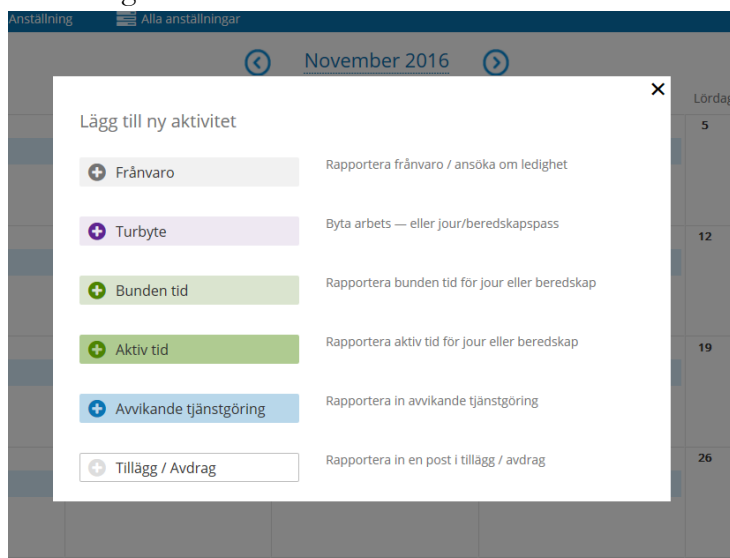 Anställning
Alla anställningar
November 2016
Lördag
Lägg till ny aktivitet
5
Frånvaro
Rapportera frånvaro / ansöka om ledighet
Turbyte
Byta arbets — eller jour/beredskapspass
12
Bunden tid
Rapportera bunden tid för jour eller beredskap
Aktiv tid
Rapportera aktiv tid för jour eller beredskap
19
Avvikande tjänstgöring
Rapportera in avvikande tjänstgöring
Tillägg / Avdrag
Rapportera in en post i tillägg / avdrag
26